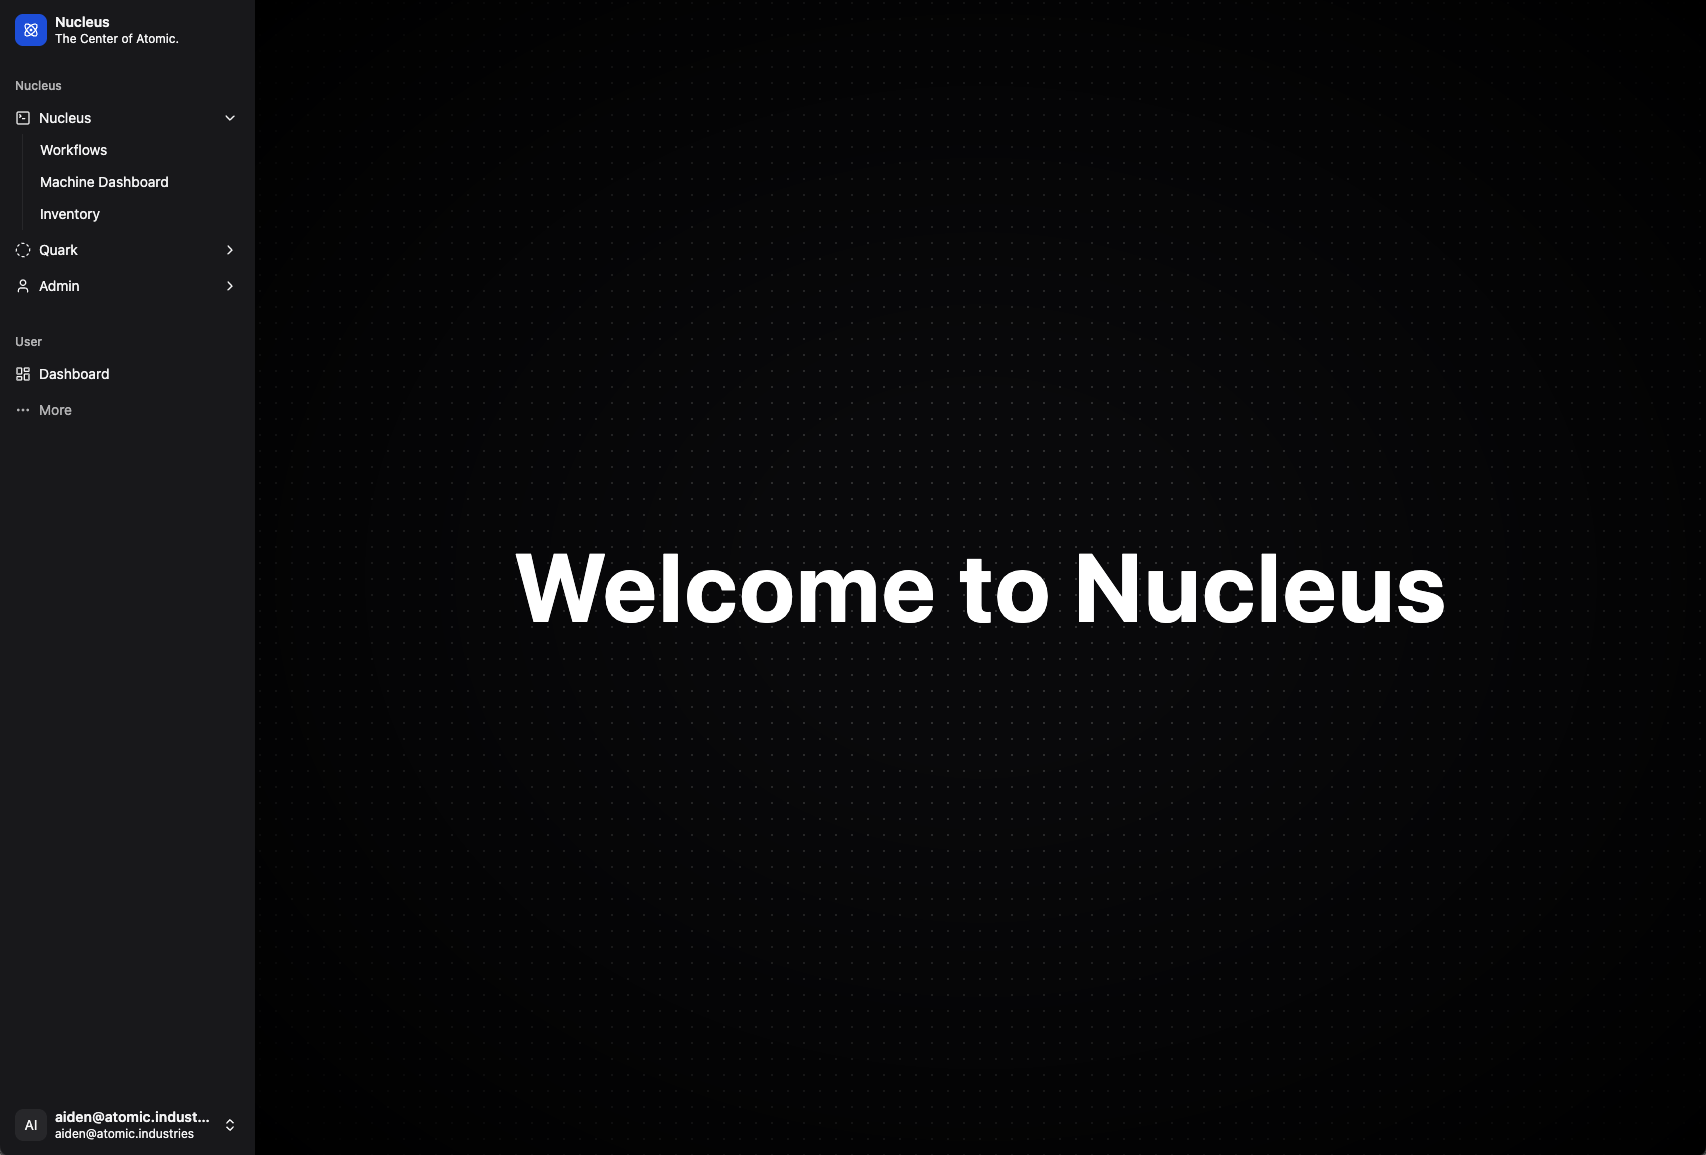 Nucleus
The Center of Atomic.
Nucleus
Nucleus
Workflows
Machine Dashboard
Inventory
Quark
Admin
User
Dashboard
More
Welcome to Nucleus
AI
aiden@atomic.indust...
aiden@atomic.industries